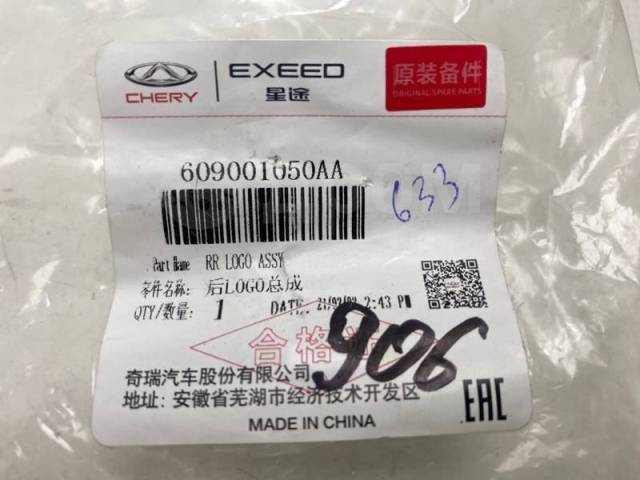 CHERY
EXEED
星途
原装备件
ORIGINAL SPARE PARTS
609001050AA
633
Part Name RR LOGO ASSY
零件名称: 后LOGO总成
QTY/数量: 1 DATE: 2:43 PM
合格
906
奇瑞汽车股份有限公司
地址: 安徽省芜湖市经济技术开发区
MADE IN CHINA
EAC